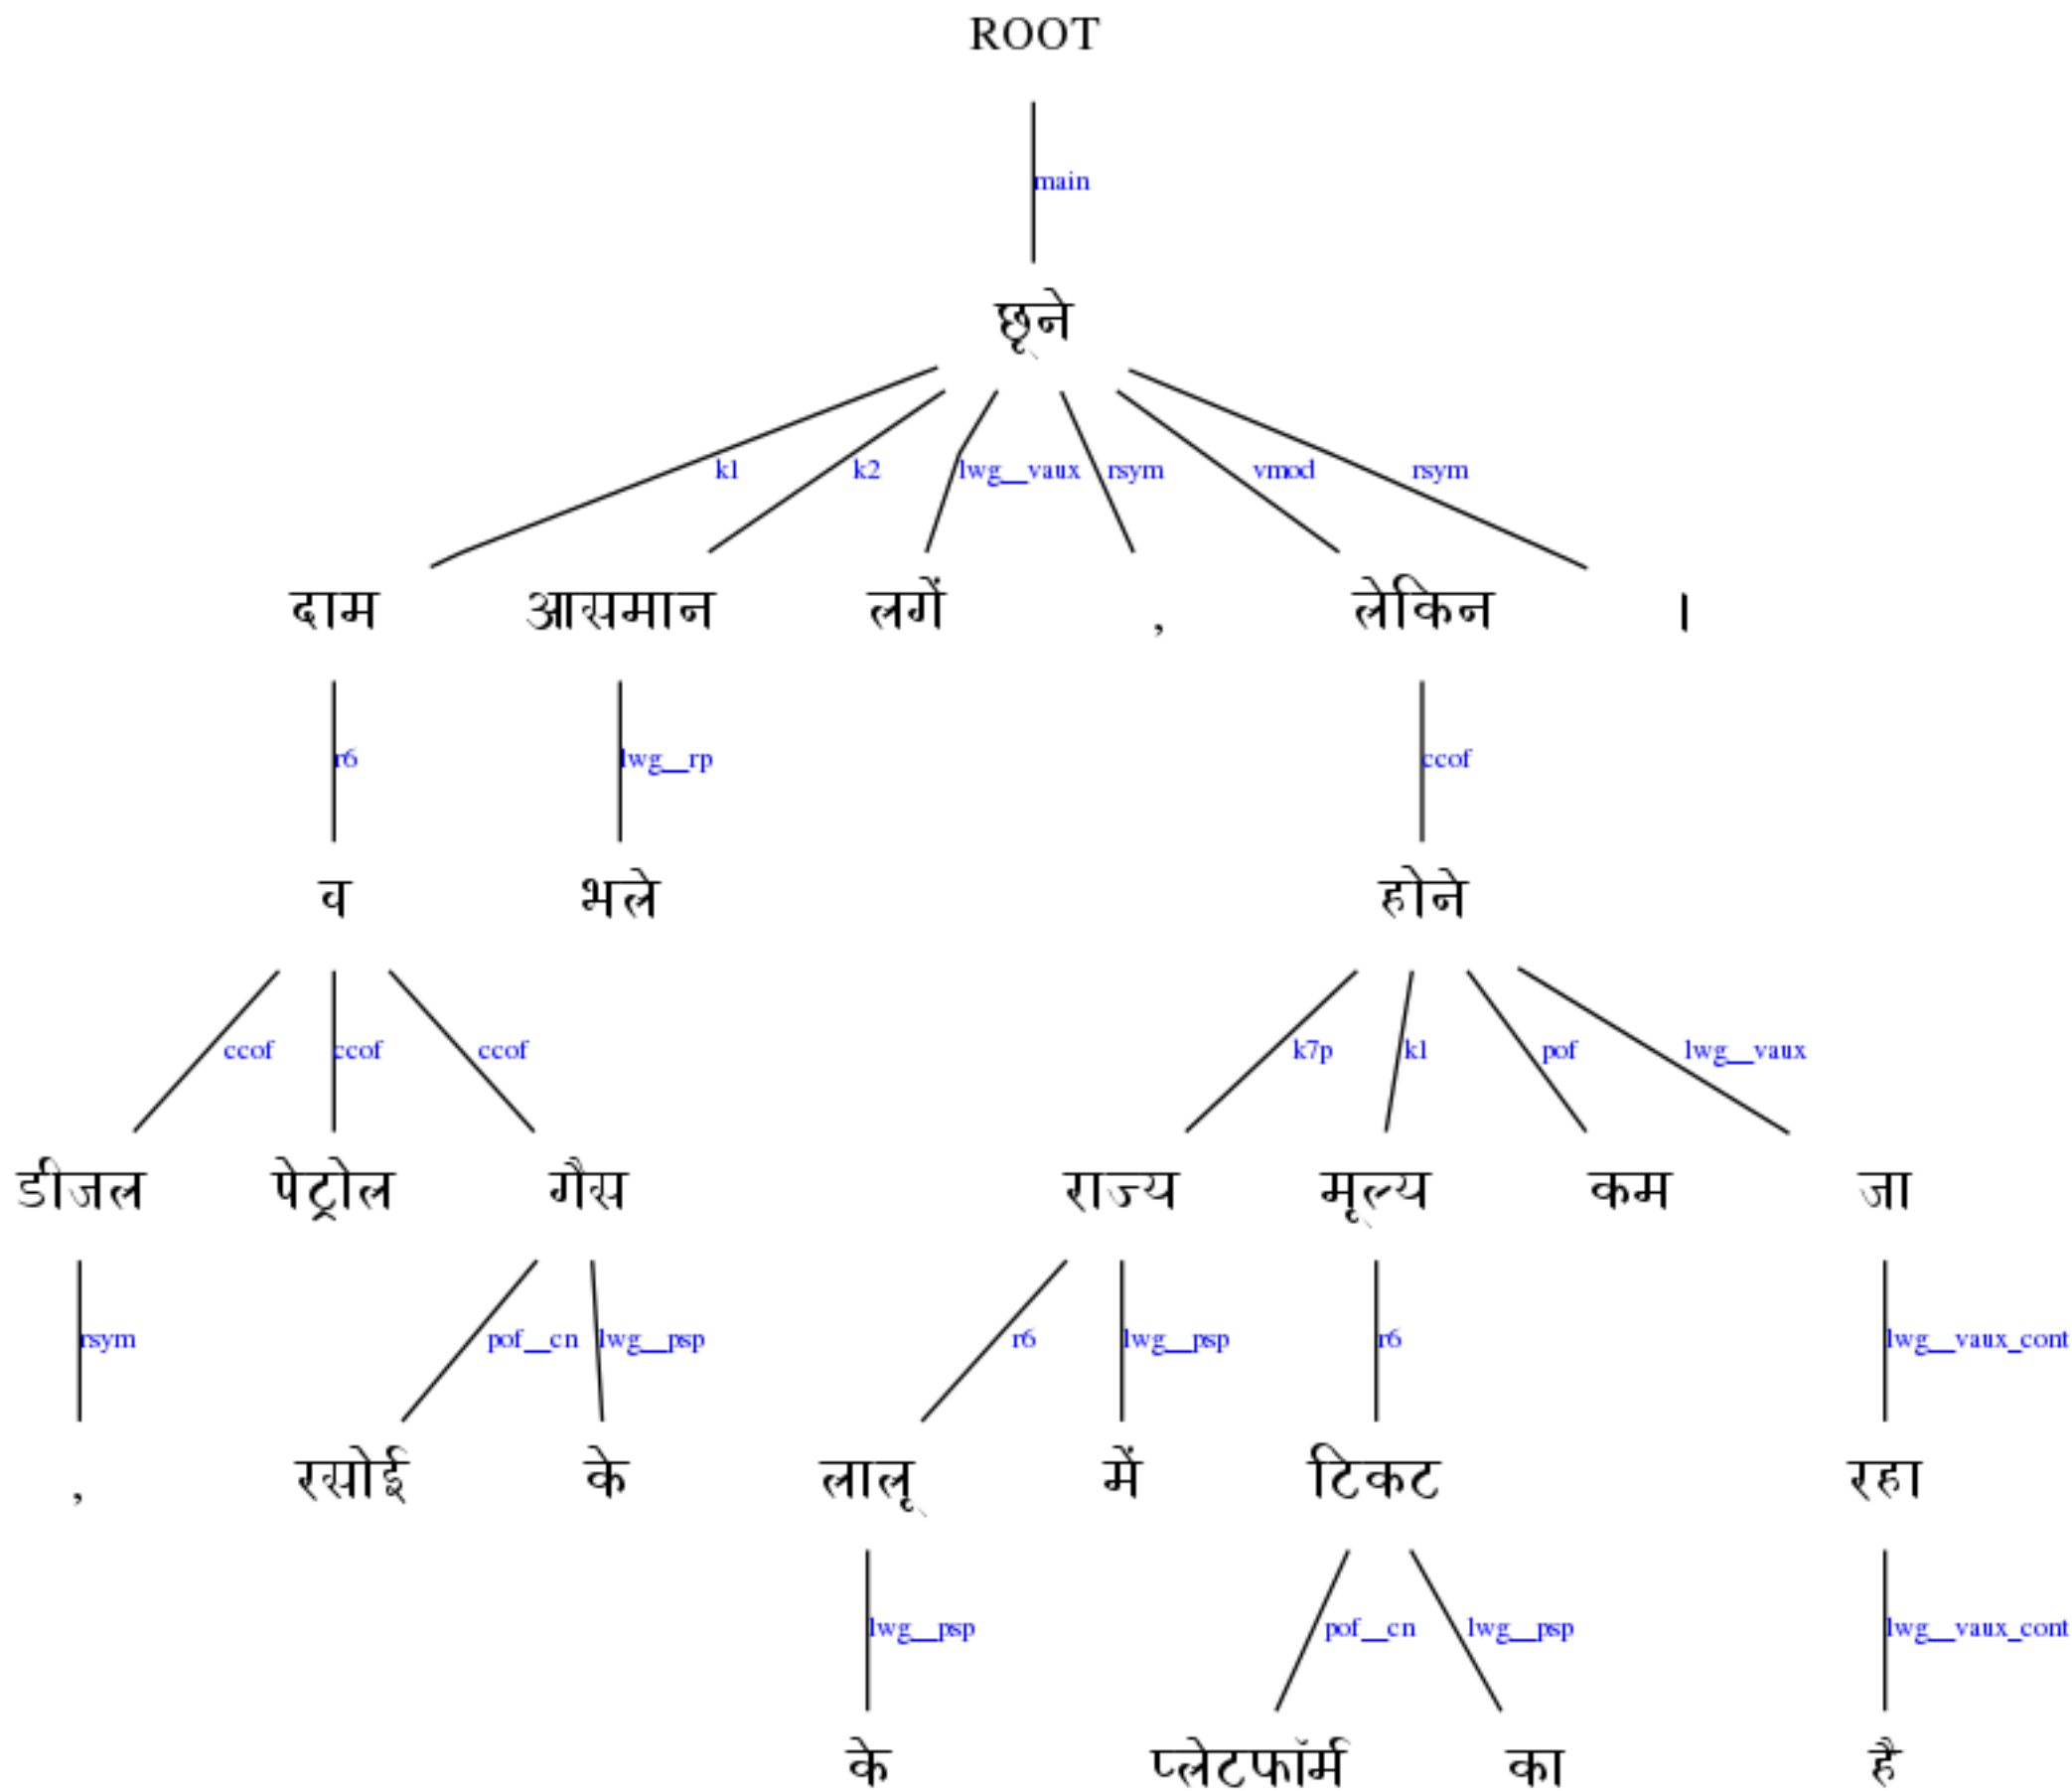 ROOT
main
छूने
k1 k2 lwg__vaux rsym vmod rsym
दाम आसमान लगें , लेकिन ।
r6 lwg__rp ccof
व भले होने
ccof ccof ccof k7p k1 pof lwg__vaux
डीजल पेट्रोल गैस राज्य मूल्य कम जा
rsym pof__cn lwg__psp r6 lwg__psp r6 lwg__vaux_cont
, रसोई के लालू में टिकट रहा
lwg__psp pof__cn lwg__psp lwg__vaux_cont
के प्लेटफॉर्म का है